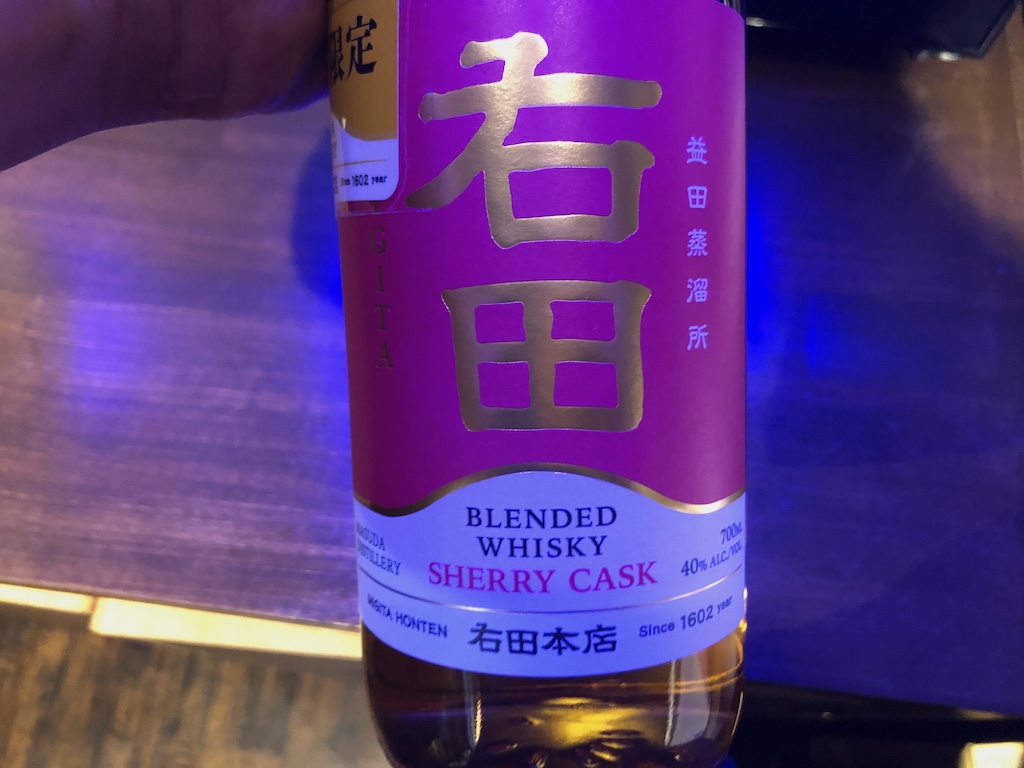 限定
Since 1602 year
右田
益田蒸溜所
GITA
BLENDED
WHISKY
SHERRY CASK
MASUDA
DISTILLERY
700ML
40% ALC./VOL.
MIGITA HONTEN
右田本店
Since 1602 year